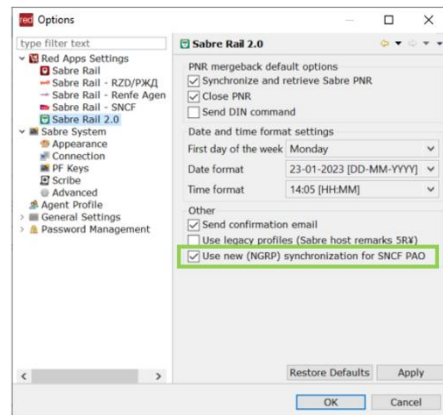 red Options
type filter text
Red Apps Settings
Sabre Rail
Sabre Rail - RZD/РЖД
Sabre Rail - Renfe Agen
Sabre Rail - SNCF
Sabre Rail 2.0
Sabre System
Appearance
Connection
PF Keys
Scribe
Advanced
Agent Profile
General Settings
Password Management
Sabre Rail 2.0
PNR mergeback default options
Synchronize and retrieve Sabre PNR
Close PNR
Send DIN command
Date and time format settings
First day of the week Monday
Date format 23-01-2023 [DD-MM-YYYY]
Time format 14:05 [HH:MM]
Other
Send confirmation email
Use legacy profiles (Sabre host remarks 5R¥)
Use new (NGRP) synchronization for SNCF PAO
Restore Defaults Apply
OK Cancel